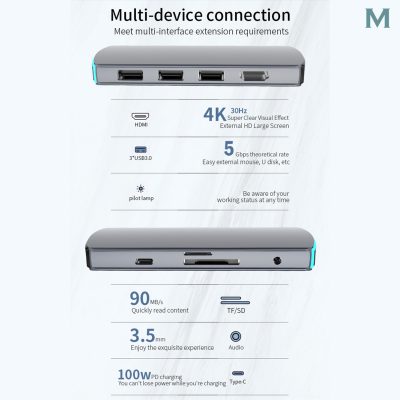 Multi-device connection
Meet multi-interface extension requirements
M
HDMI
4K 30Hz
Super Clear Visual Effect
External HD Large Screen
3*USB3.0
5 Gbps theoretical rate
Easy external mouse, U disk, etc
pilot lamp
Be aware of your
working status at any time
90 MB/s
Quickly read content
TF/SD
3.5mm
Enjoy the exquisite experience
Audio
100w PD charging
You can't lose power while you're charging
Type-C